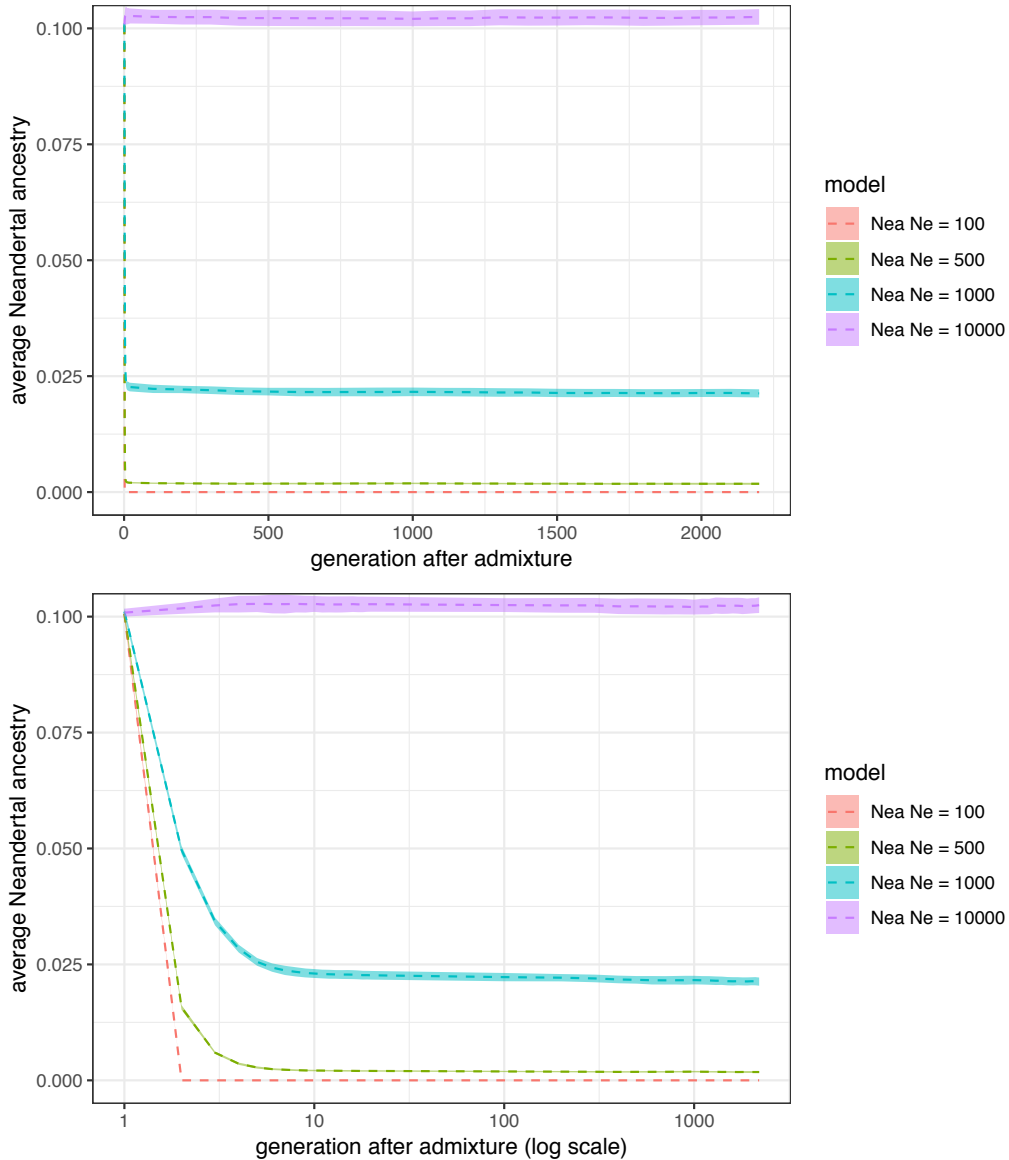 average Neandertal ancestry
0.100
0.075
0.050
0.025
0.000
0
500
1000
1500
2000
generation after admixture
model
Nea Ne = 100
Nea Ne = 500
Nea Ne = 1000
Nea Ne = 10000
average Neandertal ancestry
0.100
0.075
0.050
0.025
0.000
1
10
100
1000
generation after admixture (log scale)
model
Nea Ne = 100
Nea Ne = 500
Nea Ne = 1000
Nea Ne = 10000